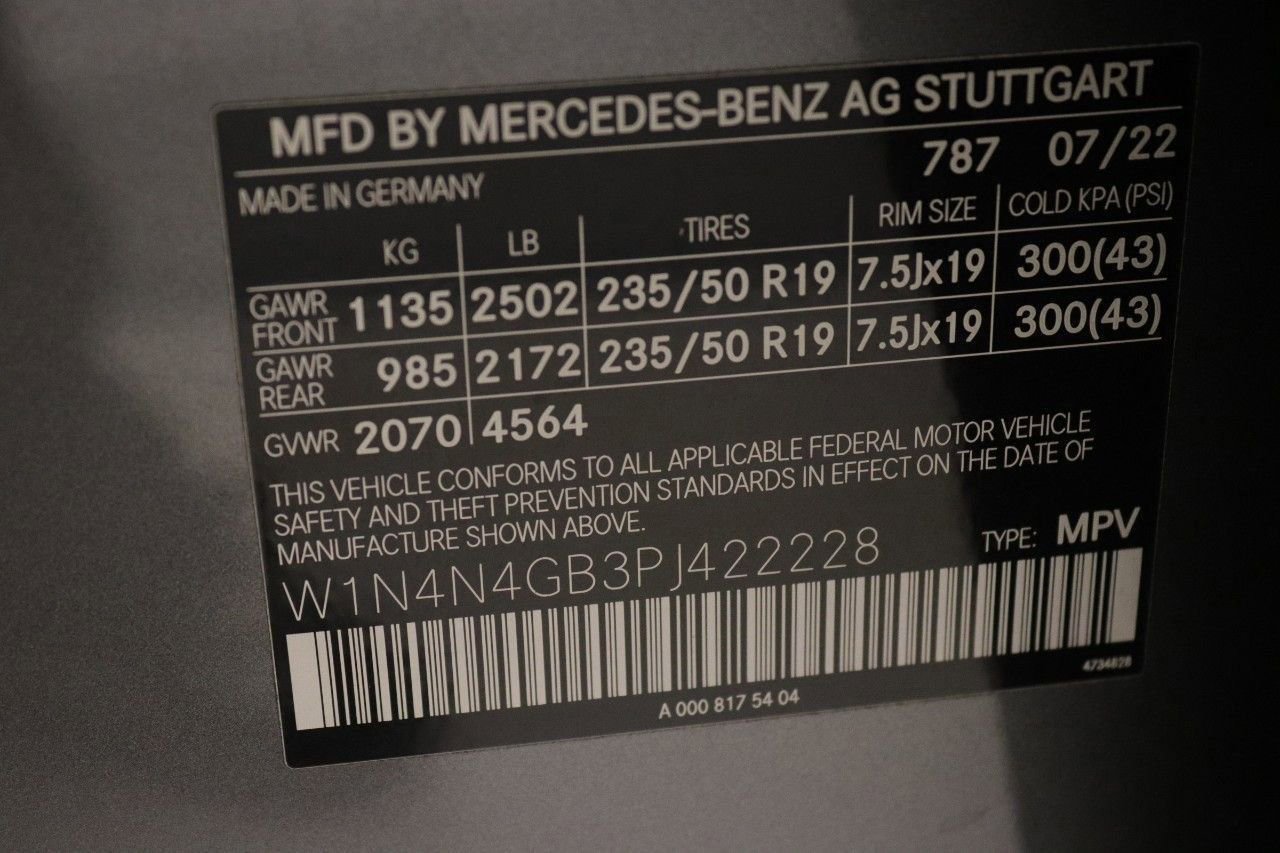 MFD BY MERCEDES-BENZ AG STUTTGART
787 07/22
MADE IN GERMANY
KG LB TIRES RIM SIZE COLD KPA (PSI)
GAWR FRONT 1135 2502 235/50 R19 7.5Jx19 300(43)
GAWR REAR 985 2172 235/50 R19 7.5Jx19 300(43)
GVWR 2070 4564
THIS VEHICLE CONFORMS TO ALL APPLICABLE FEDERAL MOTOR VEHICLE
SAFETY AND THEFT PREVENTION STANDARDS IN EFFECT ON THE DATE OF
MANUFACTURE SHOWN ABOVE.
W1N4N4GB3PJ422228 TYPE: MPV
4734828
A 000 817 54 04